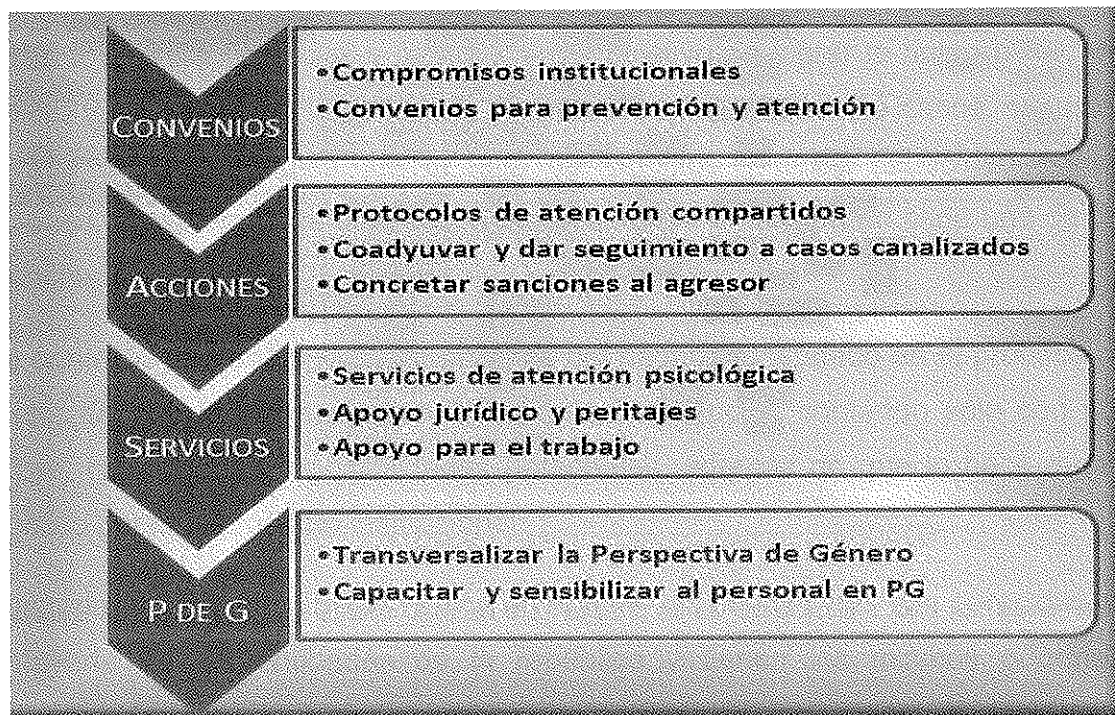 CONVENIOS
•Compromisos institucionales
•Convenios para prevención y atención
ACCIONES
•Protocolos de atención compartidos
•Coadyuvar y dar seguimiento a casos canalizados
•Concretar sanciones al agresor
SERVICIOS
•Servicios de atención psicológica
•Apoyo jurídico y peritajes
•Apoyo para el trabajo
P DE G
•Transversalizar la Perspectiva de Género
•Capacitar y sensibilizar al personal en PG